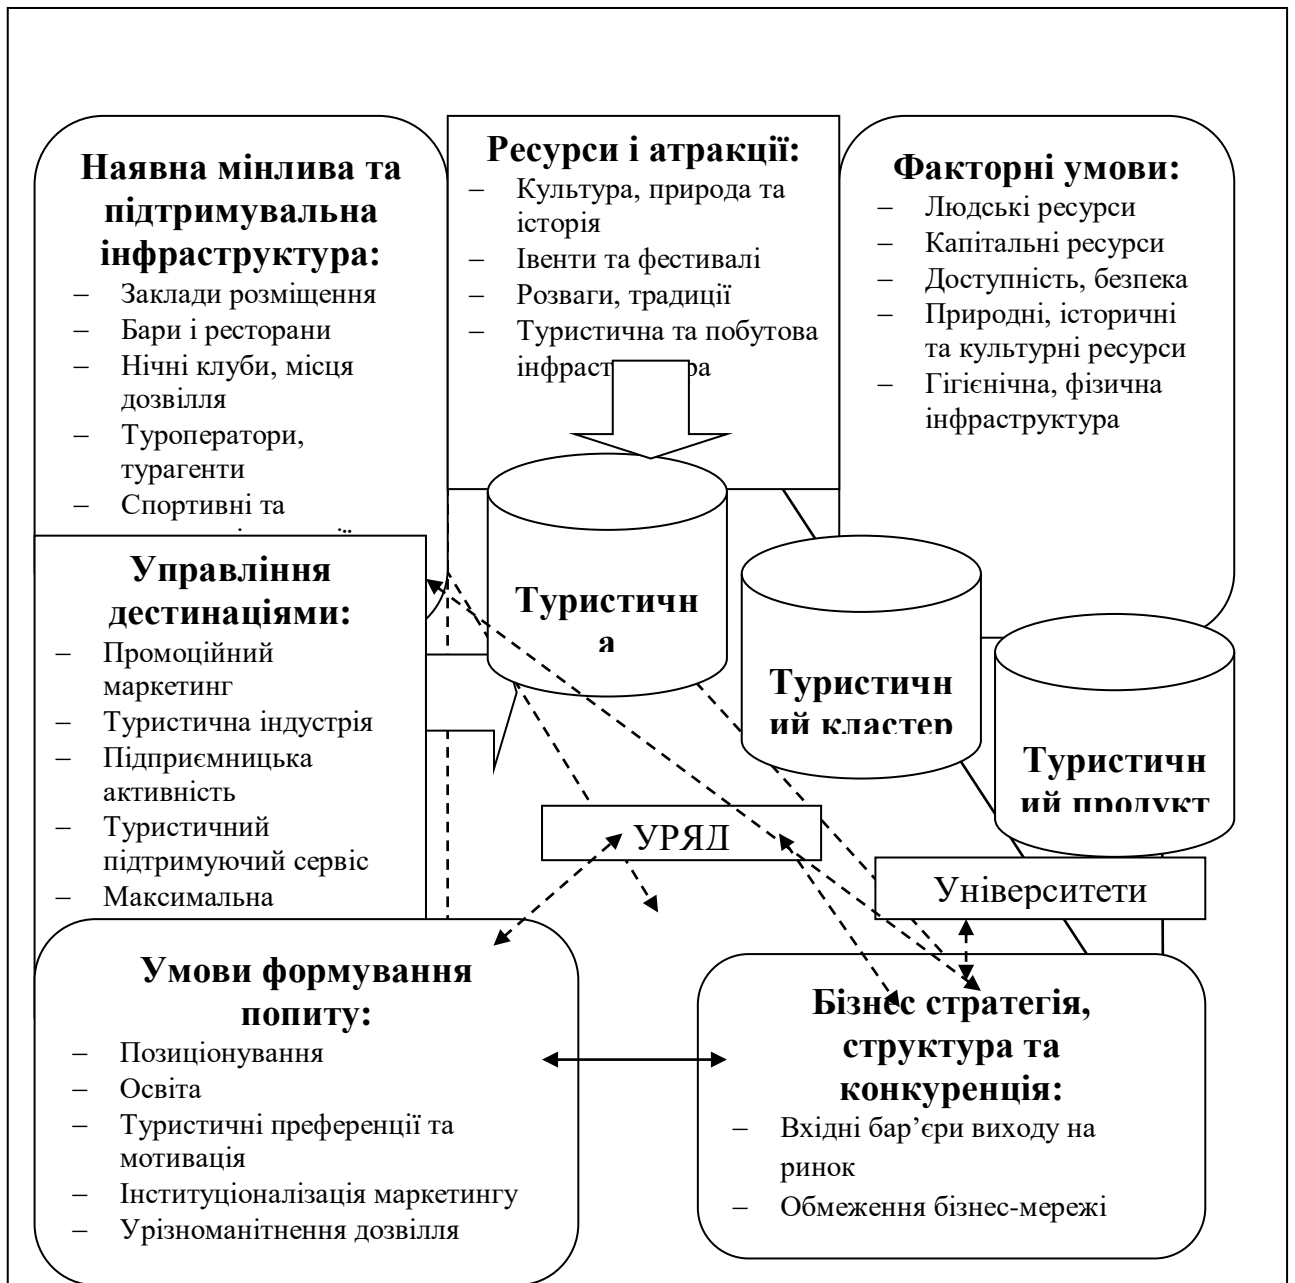 Наявна мінлива та
підтримувальна
інфраструктура:
– Заклади розміщення
– Бари і ресторани
– Нічні клуби, місця
дозвілля
– Туроператори,
турагенти
– Спортивні та
Ресурси і атракції:
– Культура, природа та
історія
– Івенти та фестивалі
– Розваги, традиції
– Туристична та побутова
Факторні умови:
– Людські ресурси
– Капітальні ресурси
– Доступність, безпека
– Природні, історичні
та культурні ресурси
– Гігієнічна, фізична
інфраструктура
Управління
дестинаціями:
– Промоційний
маркетинг
– Туристична індустрія
– Підприємницька
активність
– Туристичний
підтримуючий сервіс
– Максимальна
Туристичн
а
Туристичн
ий кластер
Туристичн
ий продукт
УРЯД
Університети
Умови формування
попиту:
– Позиціонування
– Освіта
– Туристичні преференції та
мотивація
– Інституціоналізація маркетингу
– Урізноманітнення дозвілля
Бізнес стратегія,
структура та
конкуренція:
– Вхідні бар’єри виходу на
ринок
– Обмеження бізнес-мережі